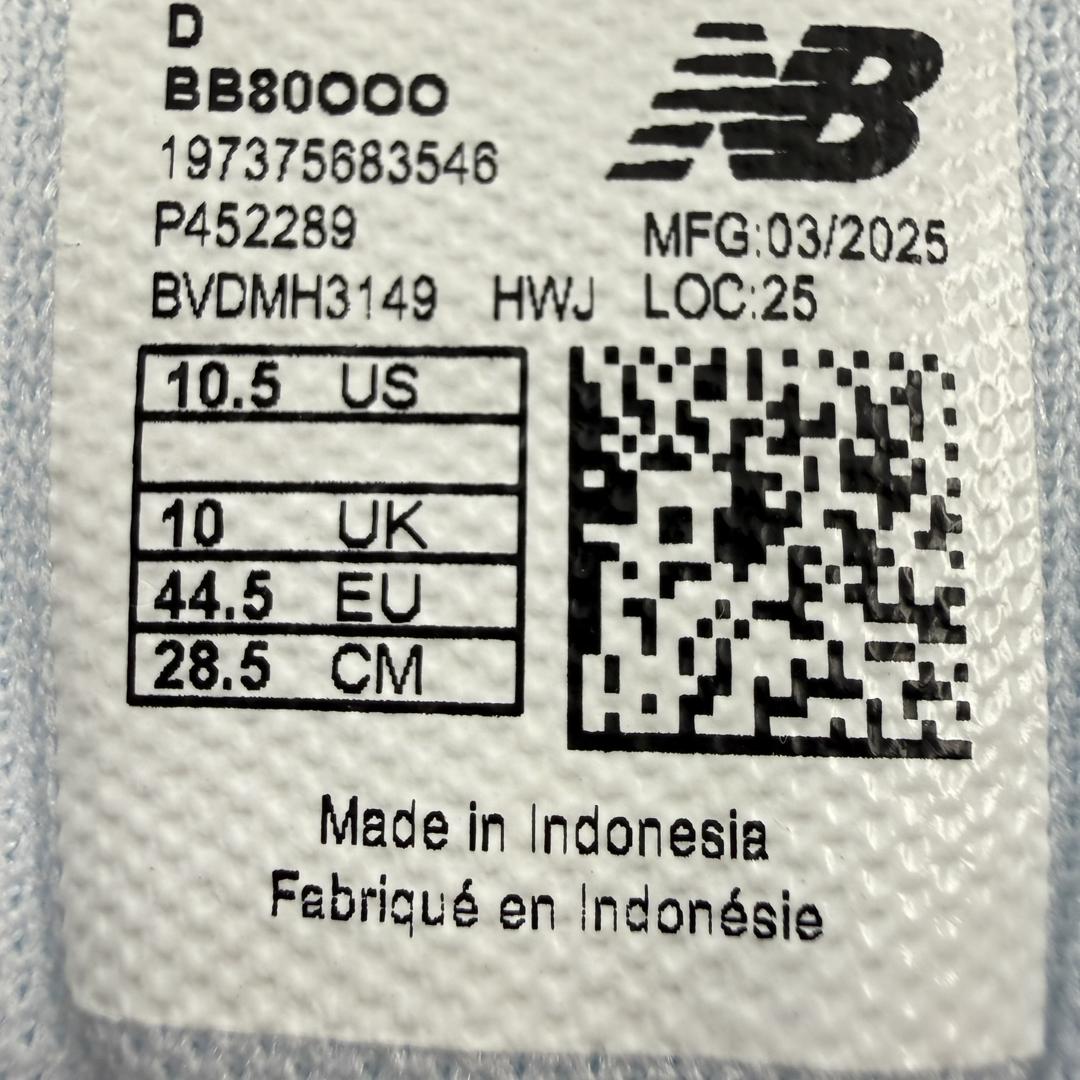 D
BB80OOO
197375683546
P452289
MFG:03/2025
BVDMH3149 HWJ LOC:25
10.5 US
10 UK
44.5 EU
28.5 CM
Made in Indonesia
Fabriqué en Indonésie
NB